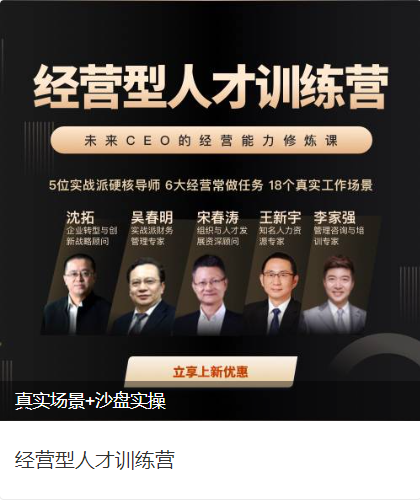 经营型人才训练营
未来CEO的经营能力修炼课
5位实战派硬核导师 6大经营常做任务 18个真实工作场景
沈拓 吴春明 宋春涛 王新宇 李家强
企业转型与创 实战派财务 组织与人才发 知名人力资 管理咨询与培
新战略顾问 管理专家 展资深顾问 源专家 训专家
立享上新优惠
真实场景+沙盘实操
经营型人才训练营